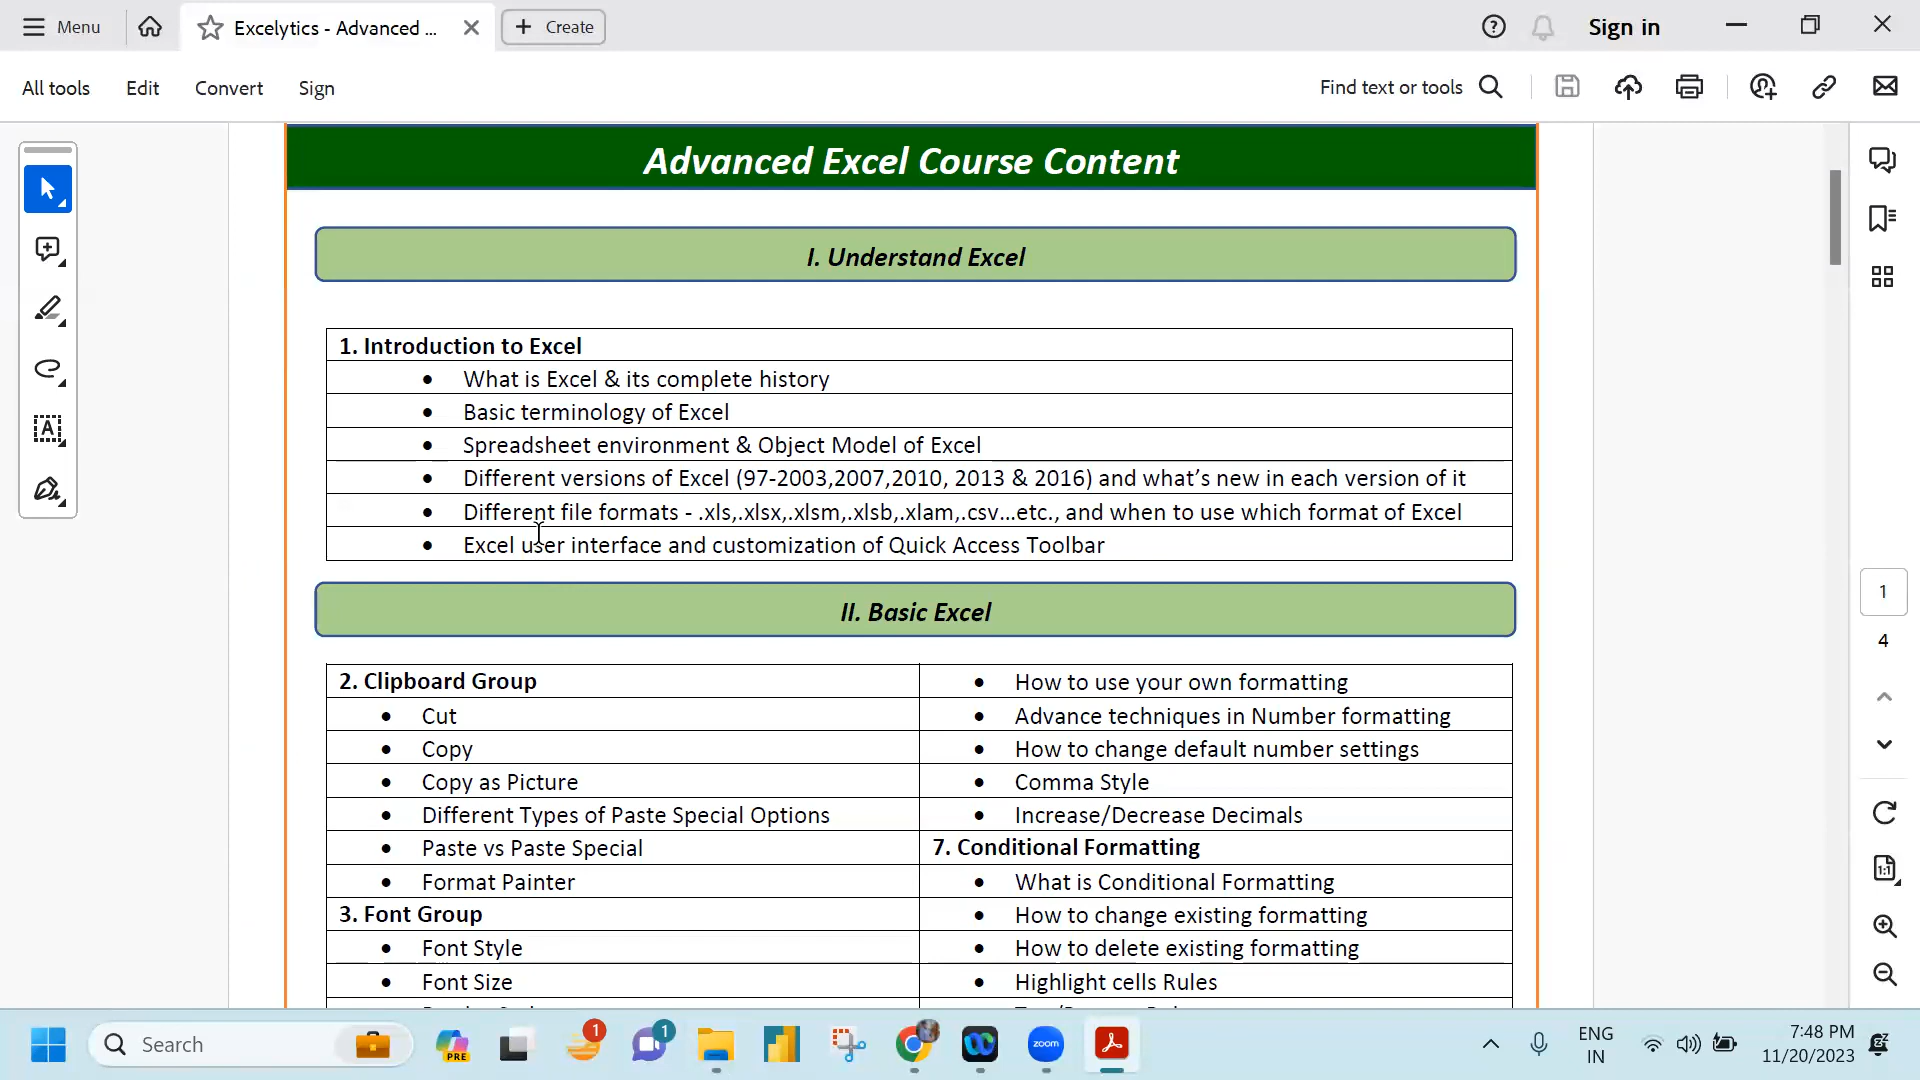 Menu
Excelytics - Advanced ...
Create
Sign in
All tools
Edit
Convert
Sign
Find text or tools
Advanced Excel Course Content
I. Understand Excel
1. Introduction to Excel
• What is Excel & its complete history
• Basic terminology of Excel
• Spreadsheet environment & Object Model of Excel
• Different versions of Excel (97-2003,2007,2010, 2013 & 2016) and what's new in each version of it
• Different file formats - .xls,.xlsx,.xlsm,.xlsb,.xlam,.csv...etc., and when to use which format of Excel
• Excel user interface and customization of Quick Access Toolbar
II. Basic Excel
2. Clipboard Group
• Cut
• Copy
• Copy as Picture
• Different Types of Paste Special Options
• Paste vs Paste Special
• Format Painter
3. Font Group
• Font Style
• Font Size
• How to use your own formatting
• Advance techniques in Number formatting
• How to change default number settings
• Comma Style
• Increase/Decrease Decimals
7. Conditional Formatting
• What is Conditional Formatting
• How to change existing formatting
• How to delete existing formatting
• Highlight cells Rules
1
4
1:1
Search
PRE
1
1
zoom
ENG
IN
7:48 PM
11/20/2023